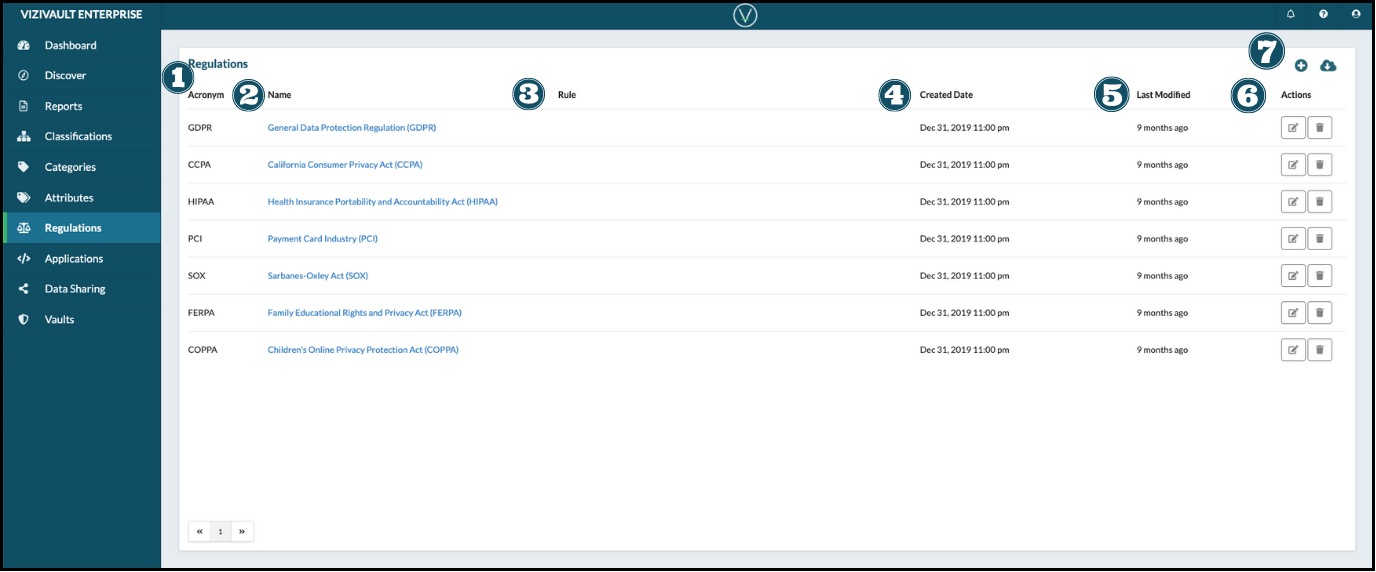 VIZIVAULT ENTERPRISE
V
Dashboard
Discover
Reports
Classifications
Categories
Attributes
Regulations
Applications
Data Sharing
Vaults
7
Regulations
1 Acronym 2 Name 3 Rule 4 Created Date 5 Last Modified 6 Actions
GDPR General Data Protection Regulation (GDPR) Dec 31, 2019 11:00 pm 9 months ago
CCPA California Consumer Privacy Act (CCPA) Dec 31, 2019 11:00 pm 9 months ago
HIPAA Health Insurance Portability and Accountability Act (HIPAA) Dec 31, 2019 11:00 pm 9 months ago
PCI Payment Card Industry (PCI) Dec 31, 2019 11:00 pm 9 months ago
SOX Sarbanes-Oxley Act (SOX) Dec 31, 2019 11:00 pm 9 months ago
FERPA Family Educational Rights and Privacy Act (FERPA) Dec 31, 2019 11:00 pm 9 months ago
COPPA Children's Online Privacy Protection Act (COPPA) Dec 31, 2019 11:00 pm 9 months ago
« 1 »